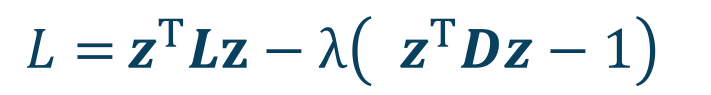 L = zᵀLz − λ( zᵀDz − 1)